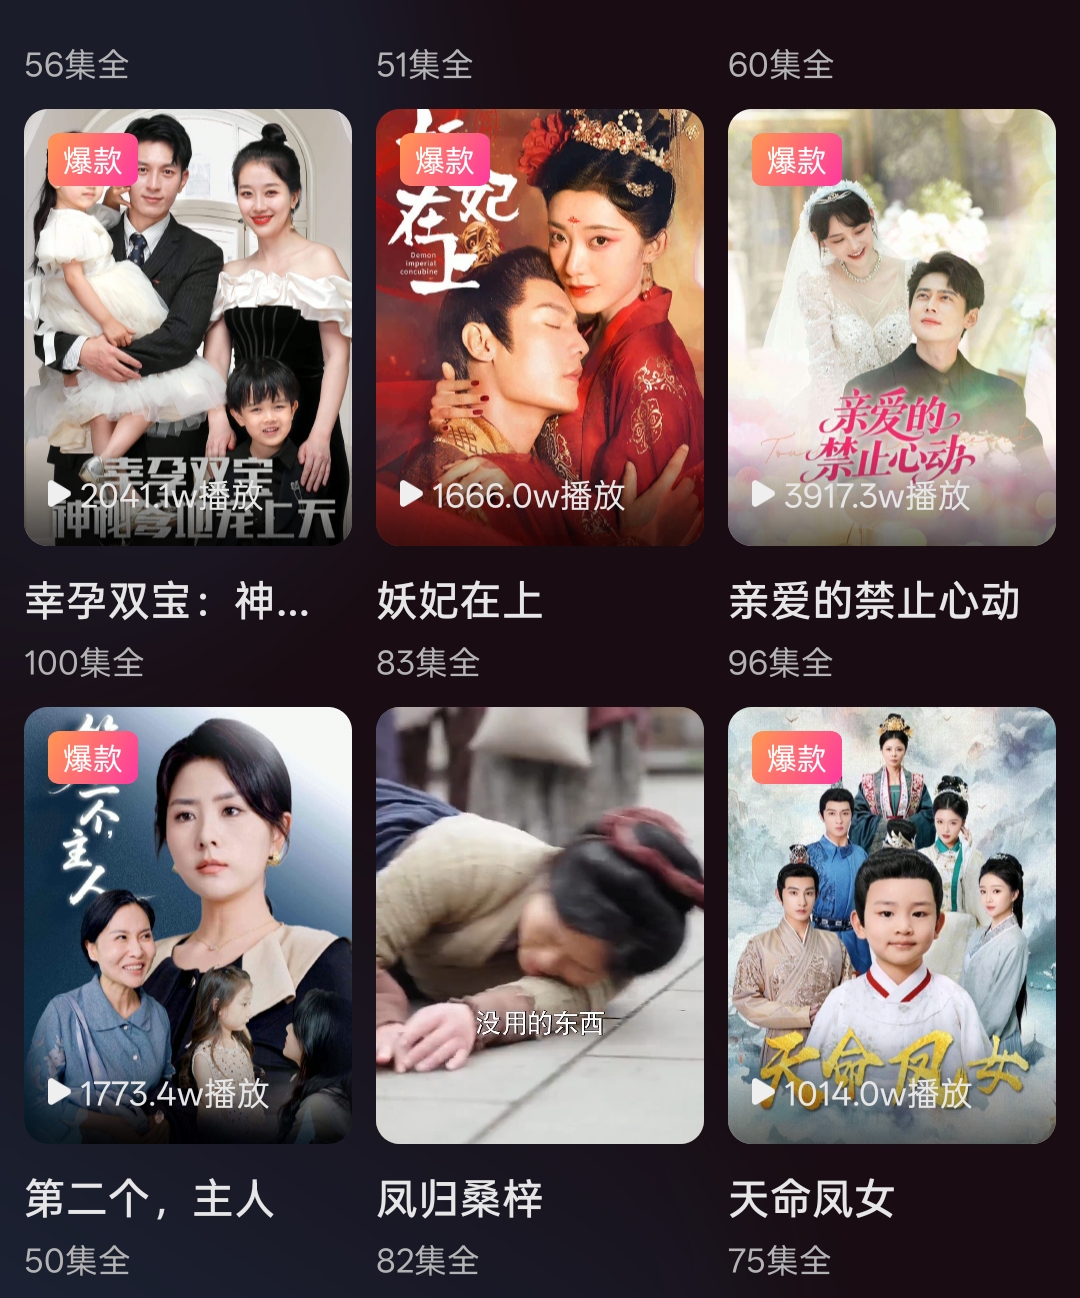 56集全
51集全
60集全
爆款
幸孕双宝
神秘爹地宠上天
2041.1w播放
爆款
在妃
上
Demon
imperial
concubine
1666.0w播放
爆款
亲爱的
禁止心动
3917.3w播放
幸孕双宝：神...
妖妃在上
亲爱的禁止心动
100集全
83集全
96集全
爆款
个,
主
人
1773.4w播放
没用的东西
爆款
天命凤女
1014.0w播放
第二个，主人
凤归桑梓
天命凤女
50集全
82集全
75集全